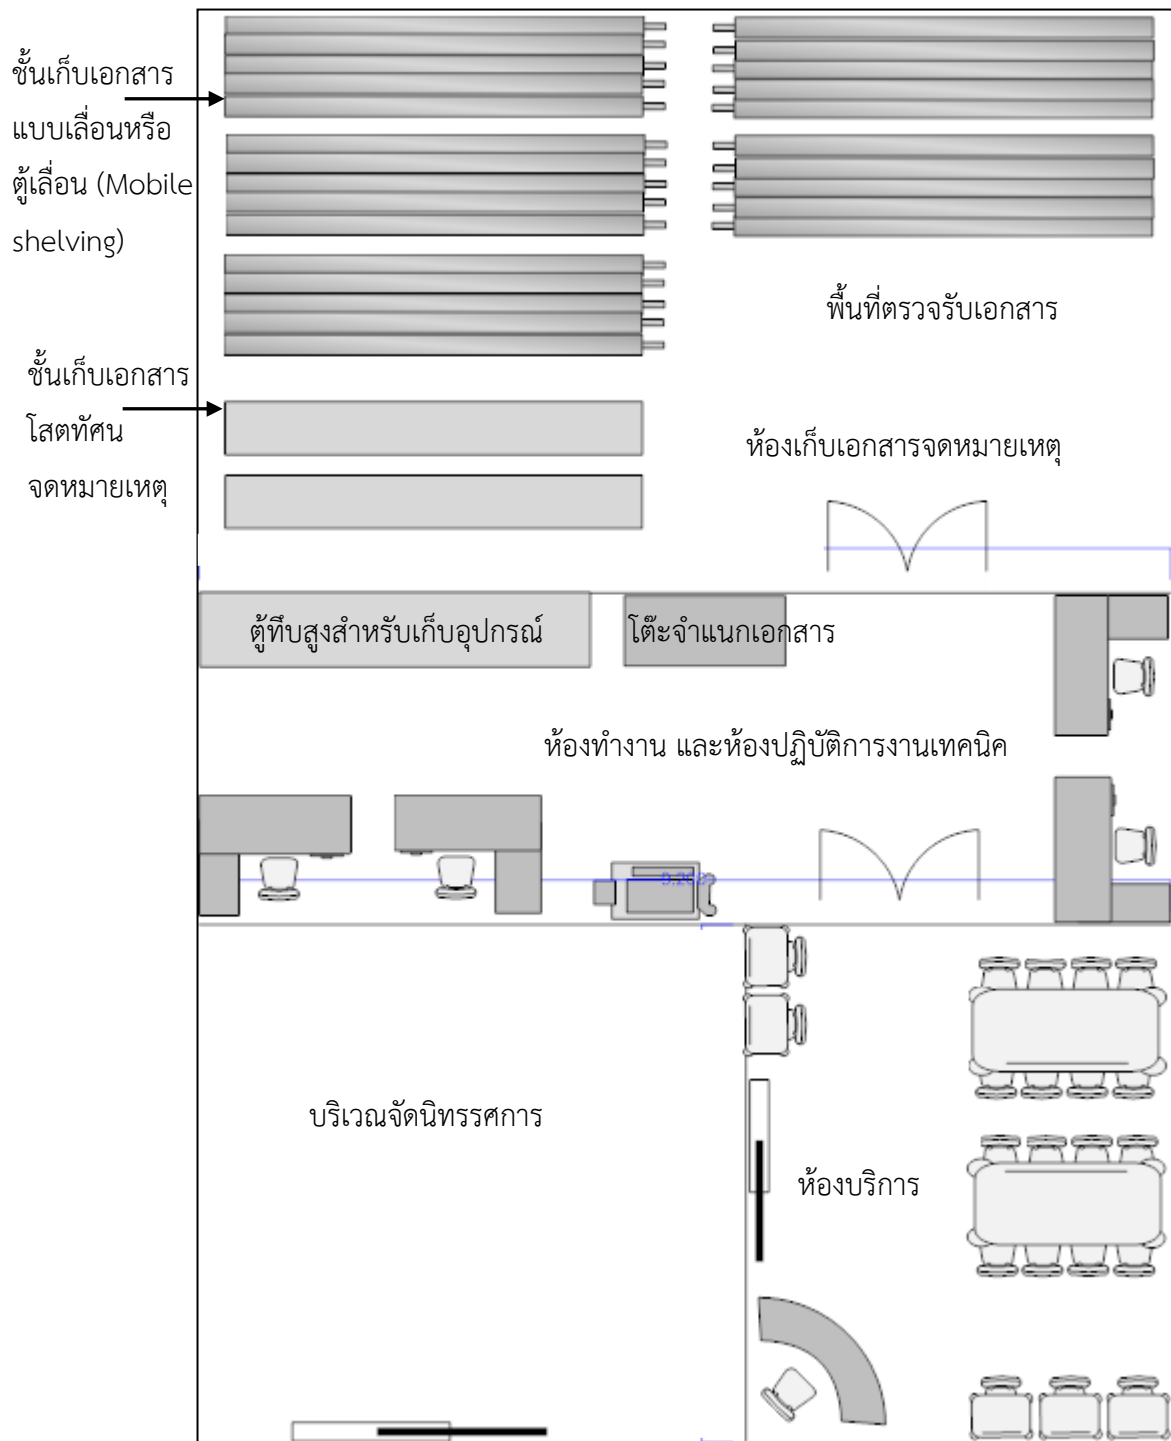 ชั้นเก็บเอกสาร
แบบเลื่อนหรือ
ตู้เลื่อน (Mobile
shelving)
พื้นที่ตรวจรับเอกสาร
ชั้นเก็บเอกสาร
โสตทัศน
จดหมายเหตุ
ห้องเก็บเอกสารจดหมายเหตุ
ตู้ทึบสูงสำหรับเก็บอุปกรณ์
โต๊ะจำแนกเอกสาร
ห้องทำงาน และห้องปฏิบัติการงานเทคนิค
บริเวณจัดนิทรรศการ
ห้องบริการ